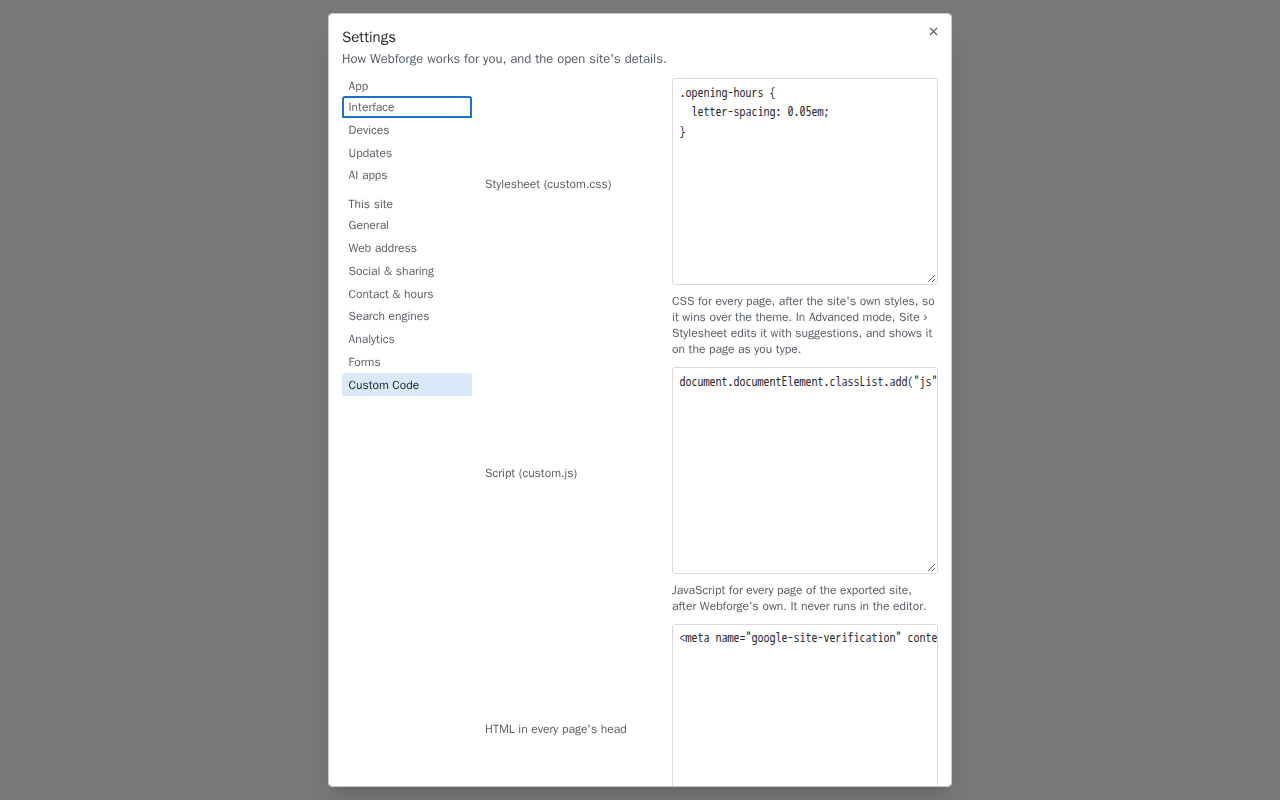 Settings
How Webforge works for you, and the open site's details.
App
Interface
Devices
Updates
AI apps
This site
General
Web address
Social & sharing
Contact & hours
Search engines
Analytics
Forms
Custom Code
Stylesheet (custom.css)
.opening-hours {
  letter-spacing: 0.05em;
}
CSS for every page, after the site's own styles, so
it wins over the theme. In Advanced mode, Site ›
Stylesheet edits it with suggestions, and shows it
on the page as you type.
Script (custom.js)
document.documentElement.classList.add("js"
JavaScript for every page of the exported site,
after Webforge's own. It never runs in the editor.
HTML in every page's head
<meta name="google-site-verification" conte